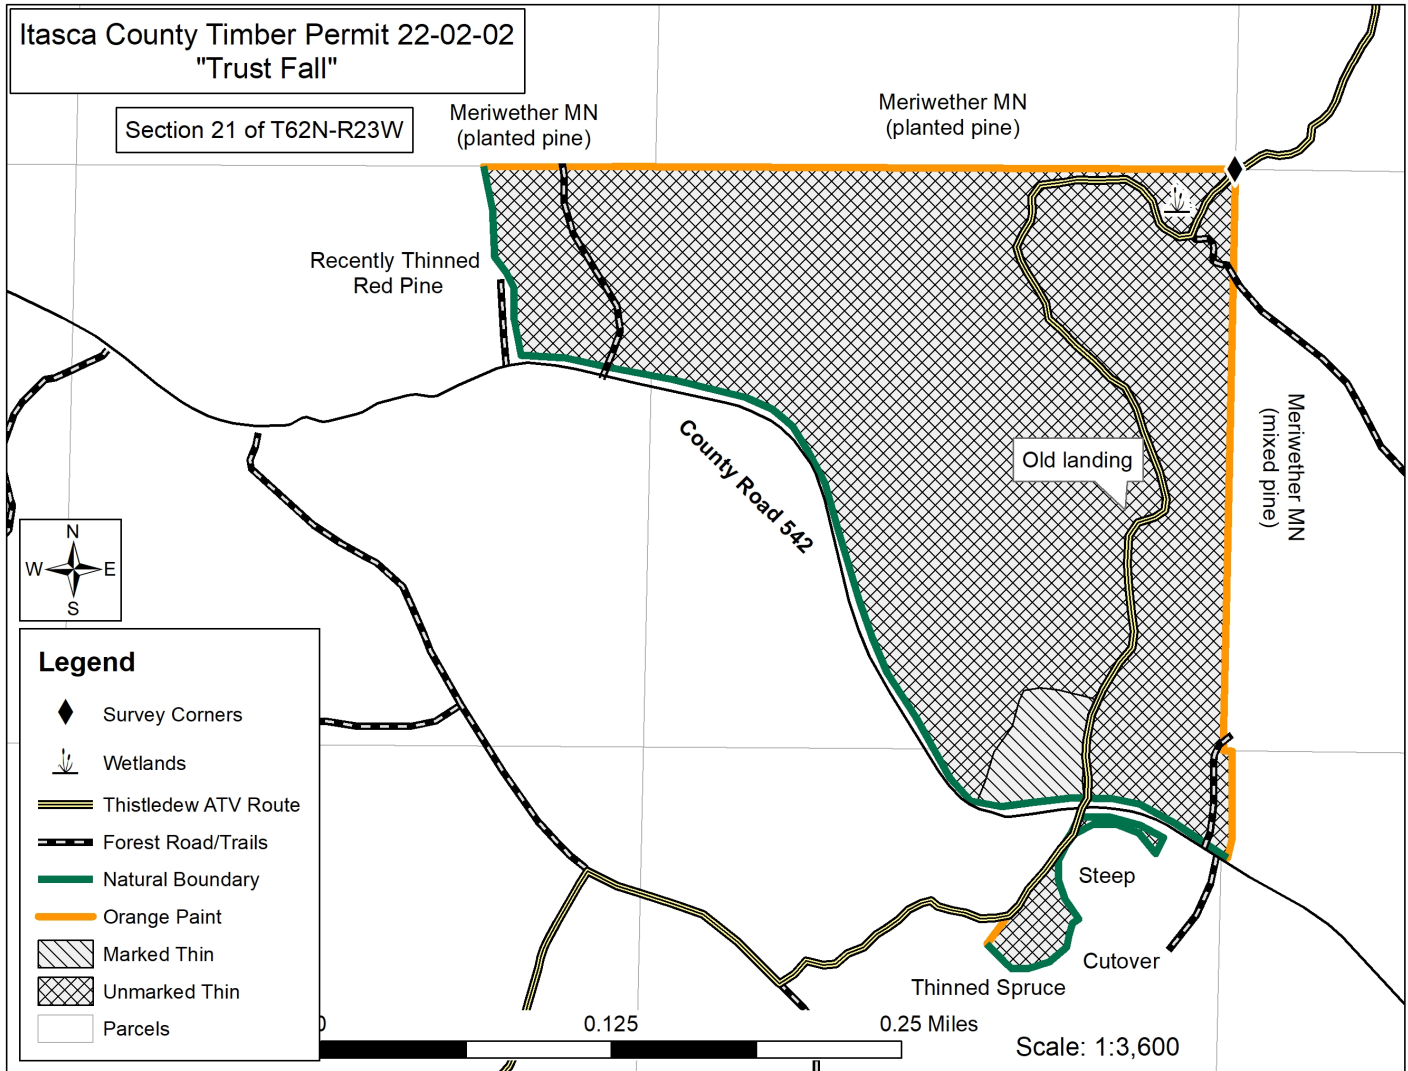 Itasca County Timber Permit 22-02-02
"Trust Fall"
Section 21 of T62N-R23W
Meriwether MN
(planted pine)
Meriwether MN
(planted pine)
Recently Thinned
Red Pine
County Road 542
Old landing
Meriwether MN
(mixed pine)
N
W E
S
Legend
Survey Corners
Wetlands
Thistledew ATV Route
Forest Road/Trails
Natural Boundary
Orange Paint
Marked Thin
Unmarked Thin
Parcels
Steep
Cutover
Thinned Spruce
0 0.125 0.25 Miles
Scale: 1:3,600